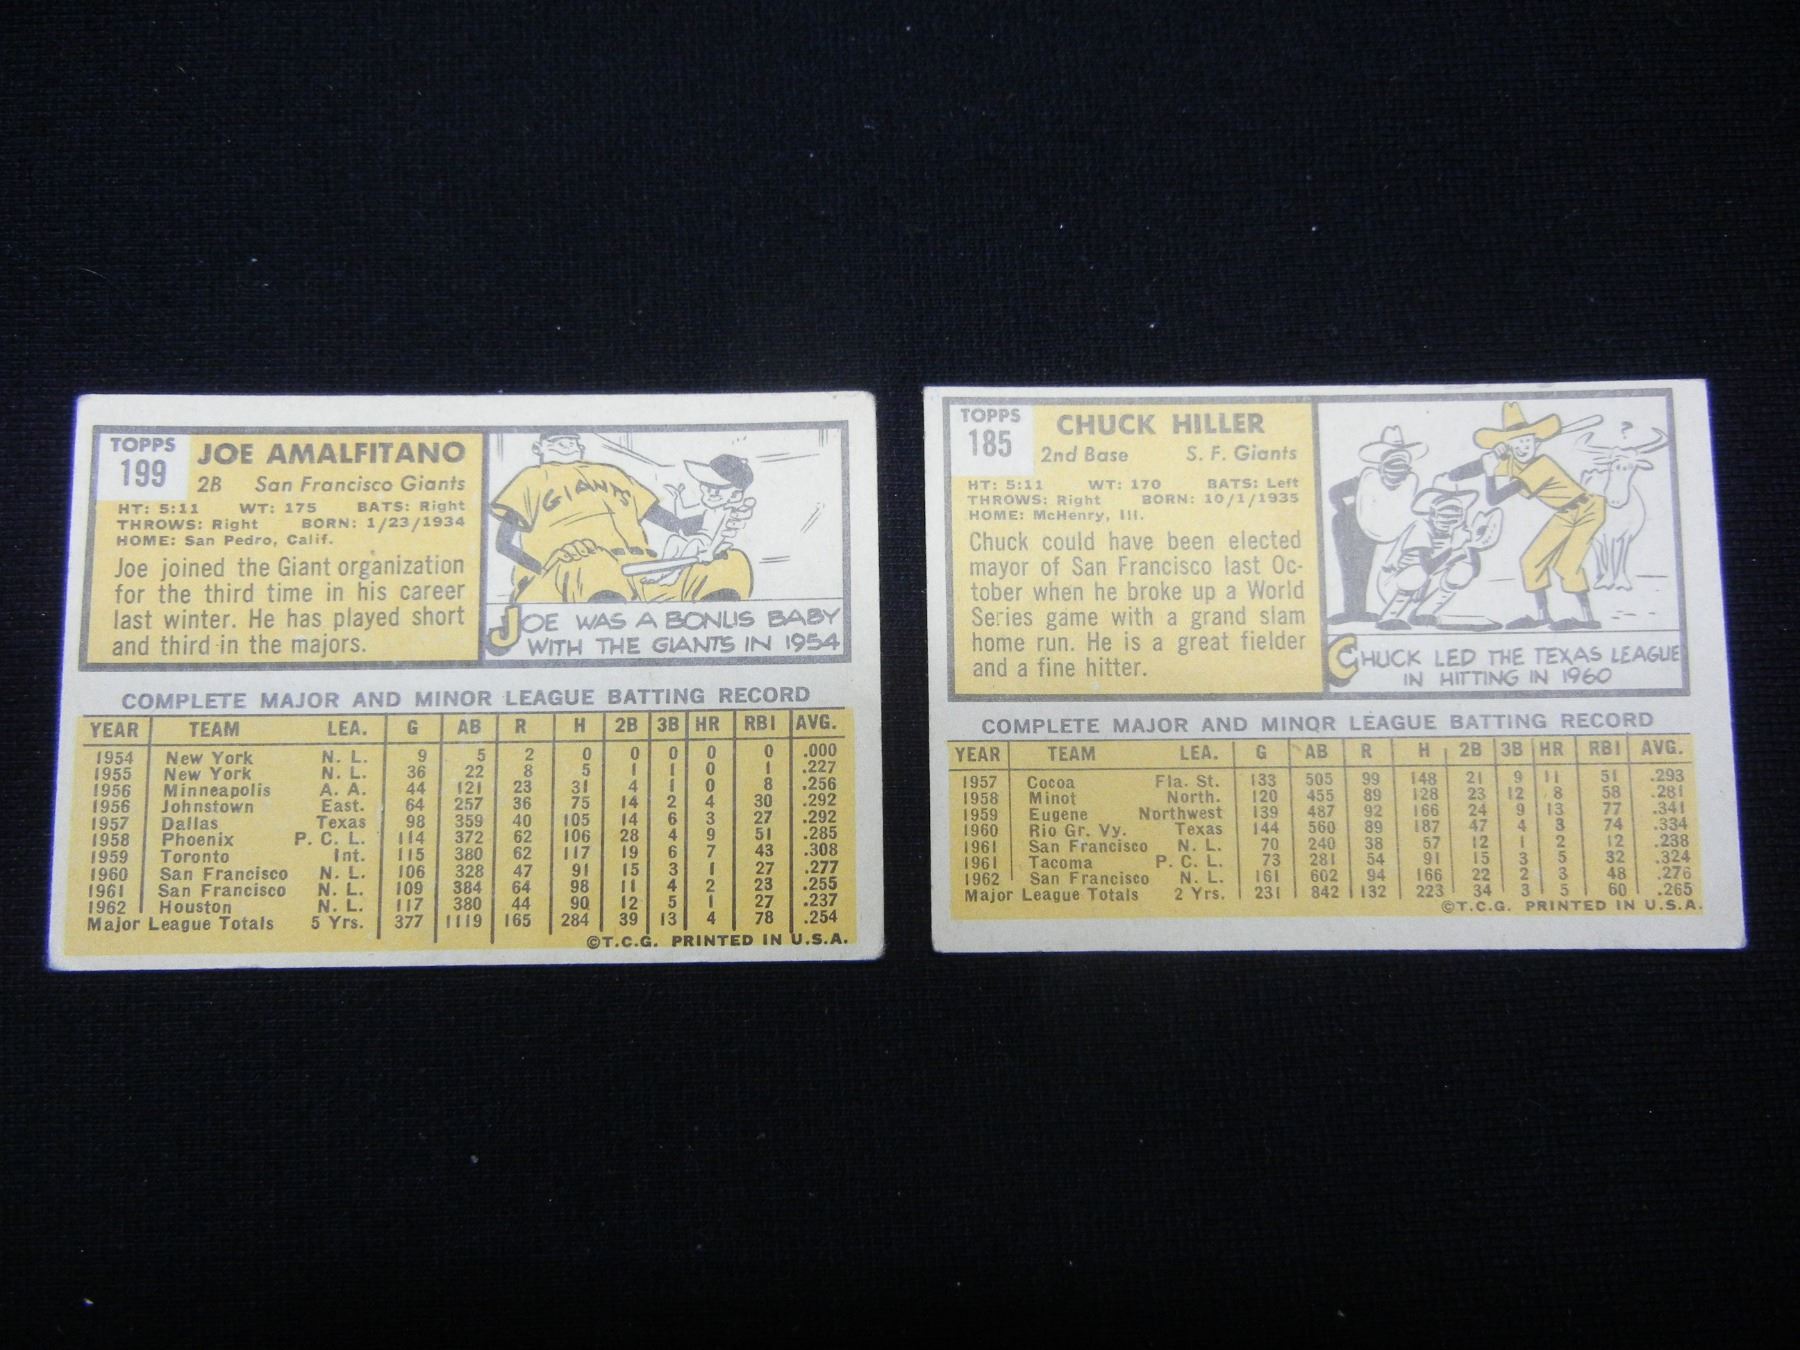 TOPPS
199
JOE AMALFITANO
2B San Francisco Giants
HT: 5:11 WT: 175 BATS: Right
THROWS: Right BORN: 1/23/1934
HOME: San Pedro, Calif.
Joe joined the Giant organization
for the third time in his career
last winter. He has played short
and third in the majors.
GIANTS
JOE WAS A BONUS BABY
WITH THE GIANTS IN 1954
COMPLETE MAJOR AND MINOR LEAGUE BATTING RECORD
YEAR TEAM LEA. G AB R H 2B 3B HR RBI AVG.
1954 New York N. L. 9 5 2 0 0 0 0 0 .000
1955 New York N. L. 36 22 8 5 1 1 0 1 .227
1956 Minneapolis A. A. 44 121 23 31 4 1 0 8 .256
1956 Johnstown East. 64 257 36 75 14 2 4 30 .292
1957 Dallas Texas 98 359 40 105 14 6 3 27 .292
1958 Phoenix P. C. L. 114 372 62 106 28 4 9 51 .285
1959 Toronto Int. 115 380 62 117 19 6 7 43 .308
1960 San Francisco N. L. 106 328 47 91 15 3 1 27 .277
1961 San Francisco N. L. 109 384 64 98 11 4 2 23 .255
1962 Houston N. L. 117 380 44 90 12 5 1 27 .237
Major League Totals 5 Yrs. 377 1119 165 284 39 13 4 78 .254
©T.C.G. PRINTED IN U.S.A.
TOPPS
185
CHUCK HILLER
2nd Base S. F. Giants
HT: 5:11 WT: 170 BATS: Left
THROWS: Right BORN: 10/1/1935
HOME: McHenry, Ill.
Chuck could have been elected
mayor of San Francisco last Oc-
tober when he broke up a World
Series game with a grand slam
home run. He is a great fielder
and a fine hitter.
?
CHUCK LED THE TEXAS LEAGUE
IN HITTING IN 1960
COMPLETE MAJOR AND MINOR LEAGUE BATTING RECORD
YEAR TEAM LEA. G AB R H 2B 3B HR RBI AVG.
1957 Cocoa Fla. St. 133 505 99 148 21 9 11 51 .293
1958 Minot North. 120 455 89 128 23 12 8 58 .281
1959 Eugene Northwest 139 487 92 166 24 9 13 77 .341
1960 Rio Gr. Vy. Texas 144 560 89 187 47 4 3 74 .334
1961 San Francisco N. L. 70 240 38 57 12 1 2 12 .238
1961 Tacoma P. C. L. 73 281 54 91 15 3 5 32 .324
1962 San Francisco N. L. 161 602 94 166 22 2 3 48 .276
Major League Totals 2 Yrs. 231 842 132 223 34 3 5 60 .265
©T.C.G. PRINTED IN U.S.A.